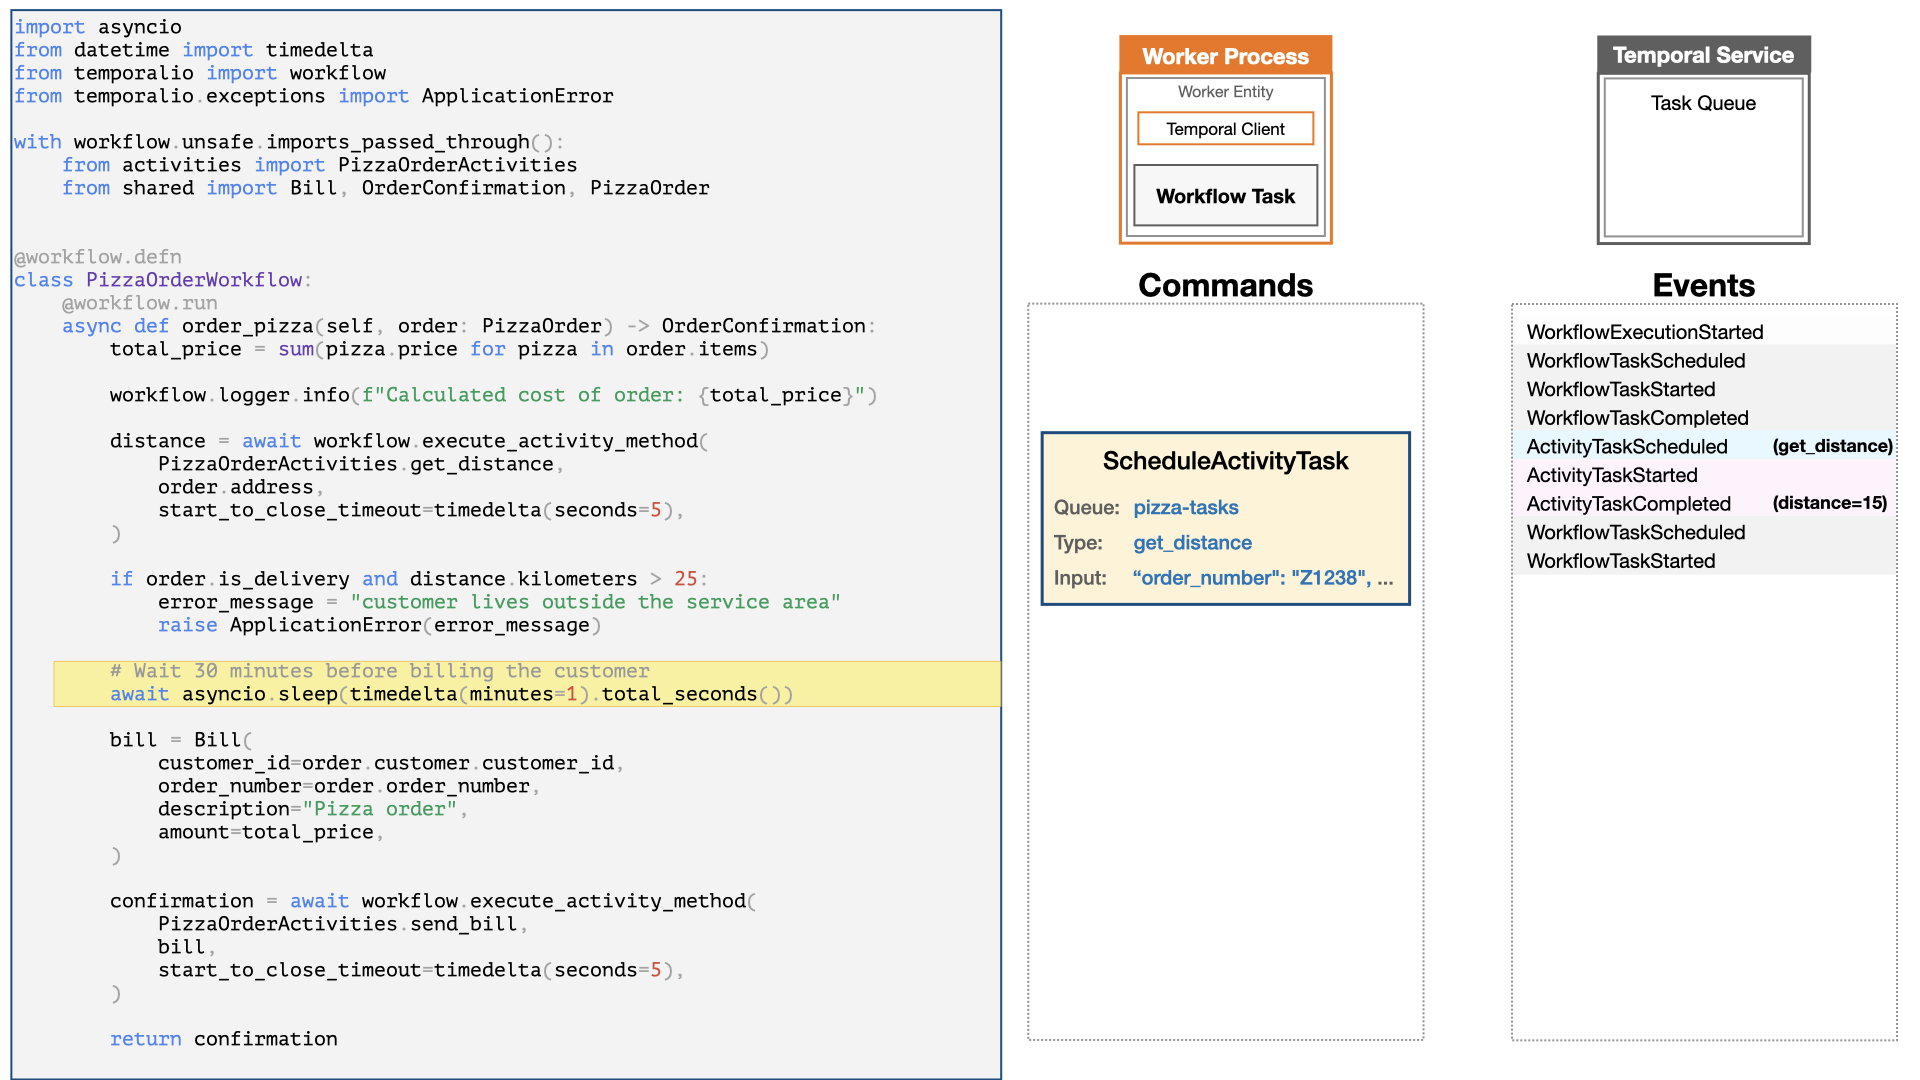 import asyncio
from datetime import timedelta
from temporalio import workflow
from temporalio.exceptions import ApplicationError
with workflow.unsafe.imports_passed_through():
    from activities import PizzaOrderActivities
    from shared import Bill, OrderConfirmation, PizzaOrder
@workflow.defn
class PizzaOrderWorkflow:
    @workflow.run
    async def order_pizza(self, order: PizzaOrder) -> OrderConfirmation:
        total_price = sum(pizza.price for pizza in order.items)
        workflow.logger.info(f"Calculated cost of order: {total_price}")
        distance = await workflow.execute_activity_method(
            PizzaOrderActivities.get_distance,
            order.address,
            start_to_close_timeout=timedelta(seconds=5),
        )
        if order.is_delivery and distance.kilometers > 25:
            error_message = "customer lives outside the service area"
            raise ApplicationError(error_message)
        # Wait 30 minutes before billing the customer
        await asyncio.sleep(timedelta(minutes=1).total_seconds())
        bill = Bill(
            customer_id=order.customer.customer_id,
            order_number=order.order_number,
            description="Pizza order",
            amount=total_price,
        )
        confirmation = await workflow.execute_activity_method(
            PizzaOrderActivities.send_bill,
            bill,
            start_to_close_timeout=timedelta(seconds=5),
        )
        return confirmation
Worker Process
Worker Entity
Temporal Client
Workflow Task
Commands
ScheduleActivityTask
Queue: pizza-tasks
Type: get_distance
Input: “order_number": "Z1238", ...
Temporal Service
Task Queue
Events
WorkflowExecutionStarted
WorkflowTaskScheduled
WorkflowTaskStarted
WorkflowTaskCompleted
ActivityTaskScheduled (get_distance)
ActivityTaskStarted
ActivityTaskCompleted (distance=15)
WorkflowTaskScheduled
WorkflowTaskStarted